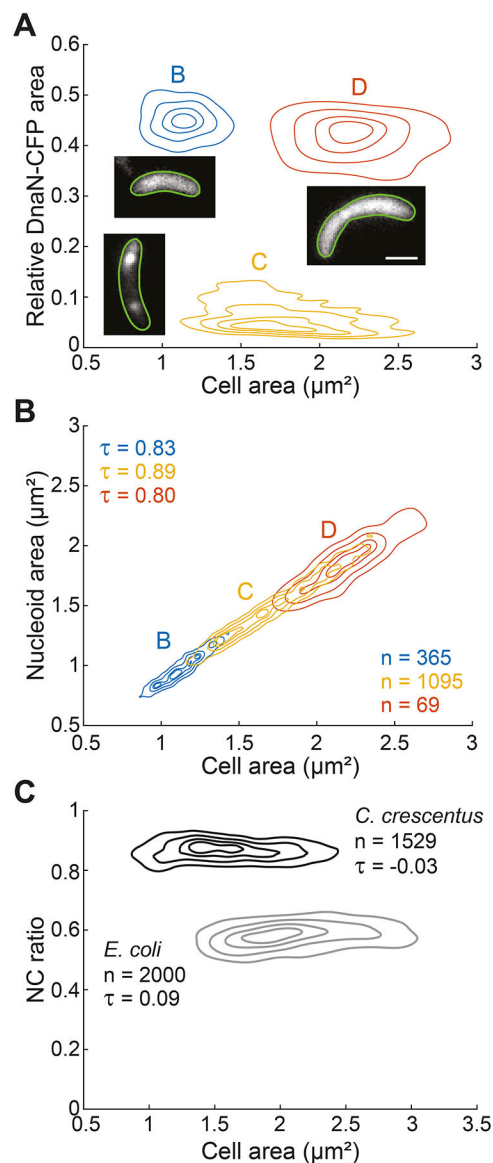 A
Relative DnaN-CFP area
0.6
0.5
0.4
0.3
0.2
0.1
0
B
D
C
0.5
1
1.5
2
2.5
3
Cell area (µm²)
B
Nucleoid area (µm²)
3
2.5
2
1.5
1
0.5
τ = 0.83
τ = 0.89
τ = 0.80
D
C
B
n = 365
n = 1095
n = 69
0.5
1
1.5
2
2.5
3
Cell area (µm²)
C
NC ratio
1
0.8
0.6
0.4
0.2
0
C. crescentus
n = 1529
τ = -0.03
E. coli
n = 2000
τ = 0.09
0.5
1
1.5
2
2.5
3
3.5
Cell area (µm²)